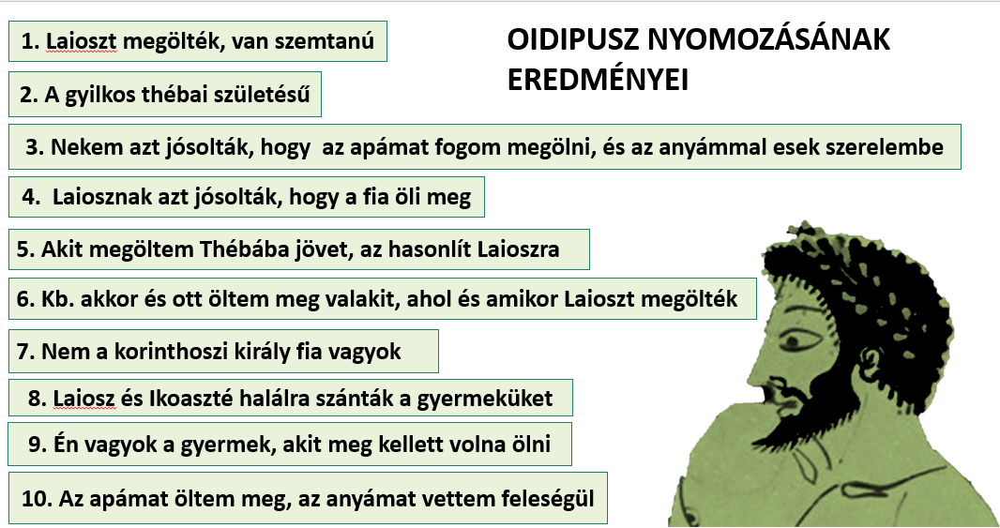 OIDIPUSZ NYOMOZÁSÁNAK
EREDMÉNYEI
1. Laioszt megölték, van szemtanú
2. A gyilkos thébai születésű
3. Nekem azt jósolták, hogy az apámat fogom megölni, és az anyámmal esek szerelembe
4. Laiosznak azt jósolták, hogy a fia öli meg
5. Akit megöltem Thébába jövet, az hasonlít Laioszra
6. Kb. akkor és ott öltem meg valakit, ahol és amikor Laioszt megölték
7. Nem a korinthoszi király fia vagyok
8. Laiosz és Ikoaszté halálra szánták a gyermeküket
9. Én vagyok a gyermek, akit meg kellett volna ölni
10. Az apámat öltem meg, az anyámat vettem feleségül